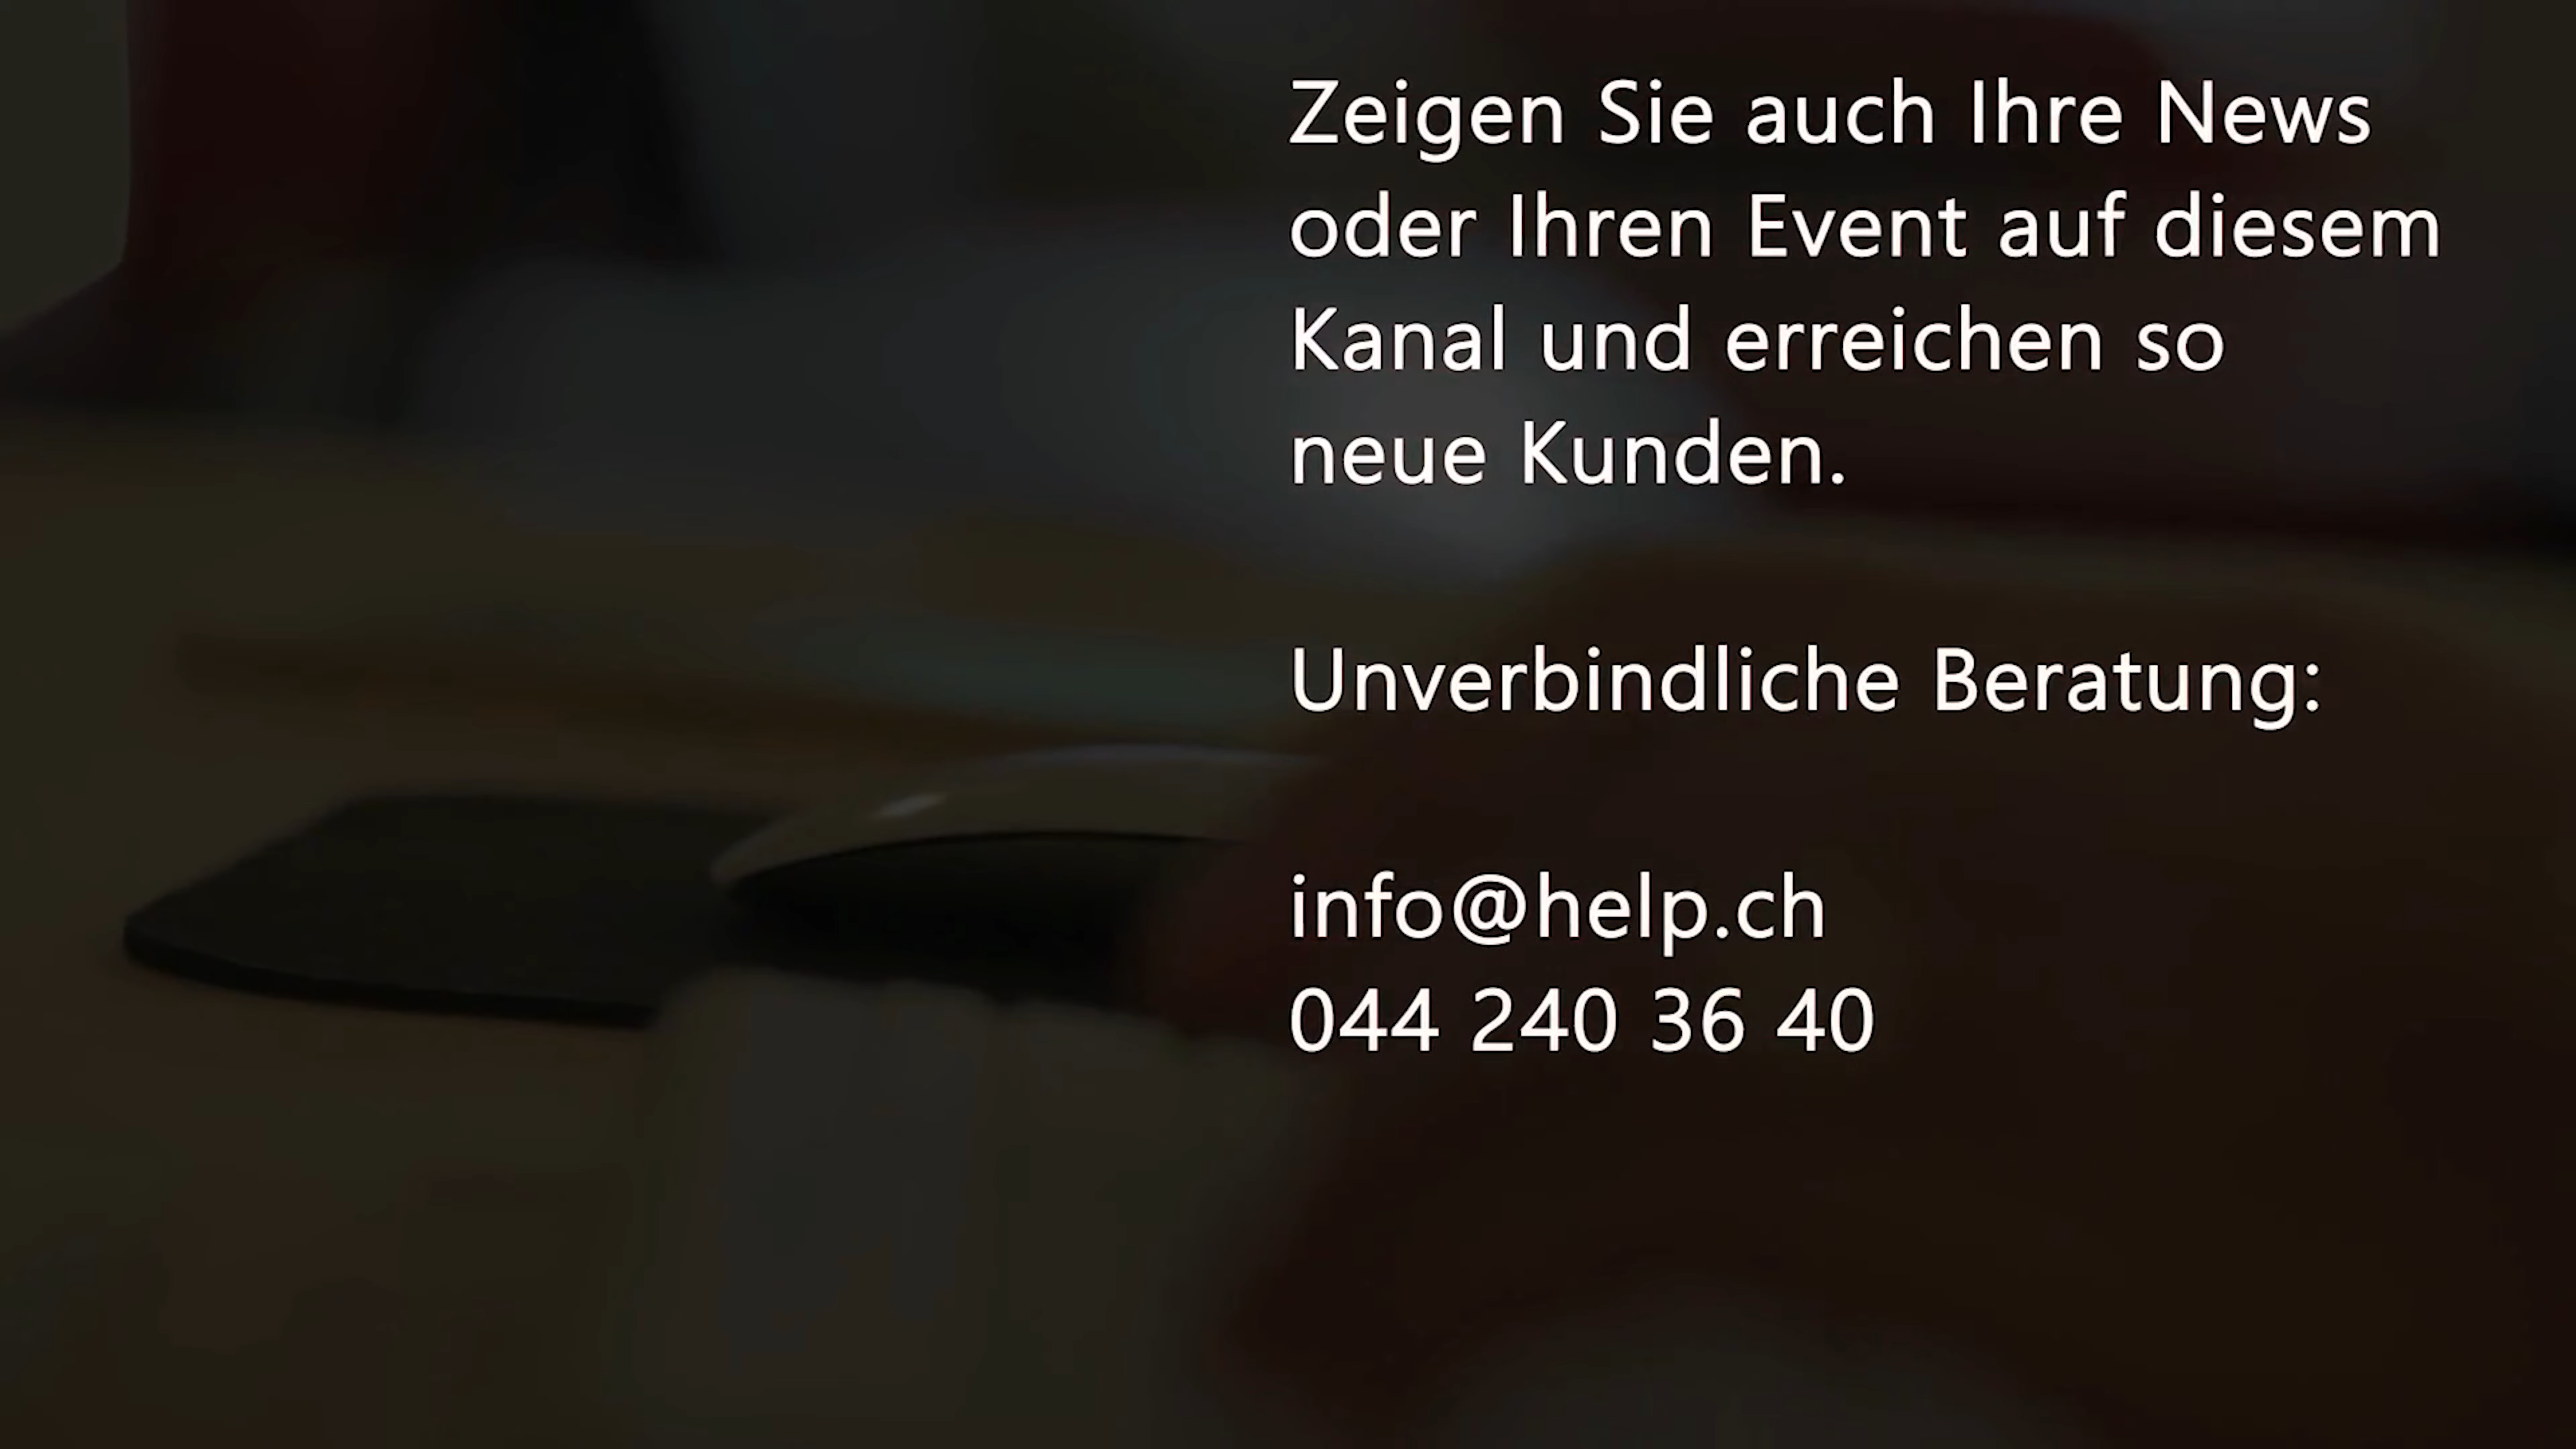 Zeigen Sie auch Ihre News
oder Ihren Event auf diesem
Kanal und erreichen so
neue Kunden.
Unverbindliche Beratung:
info@help.ch
044 240 36 40